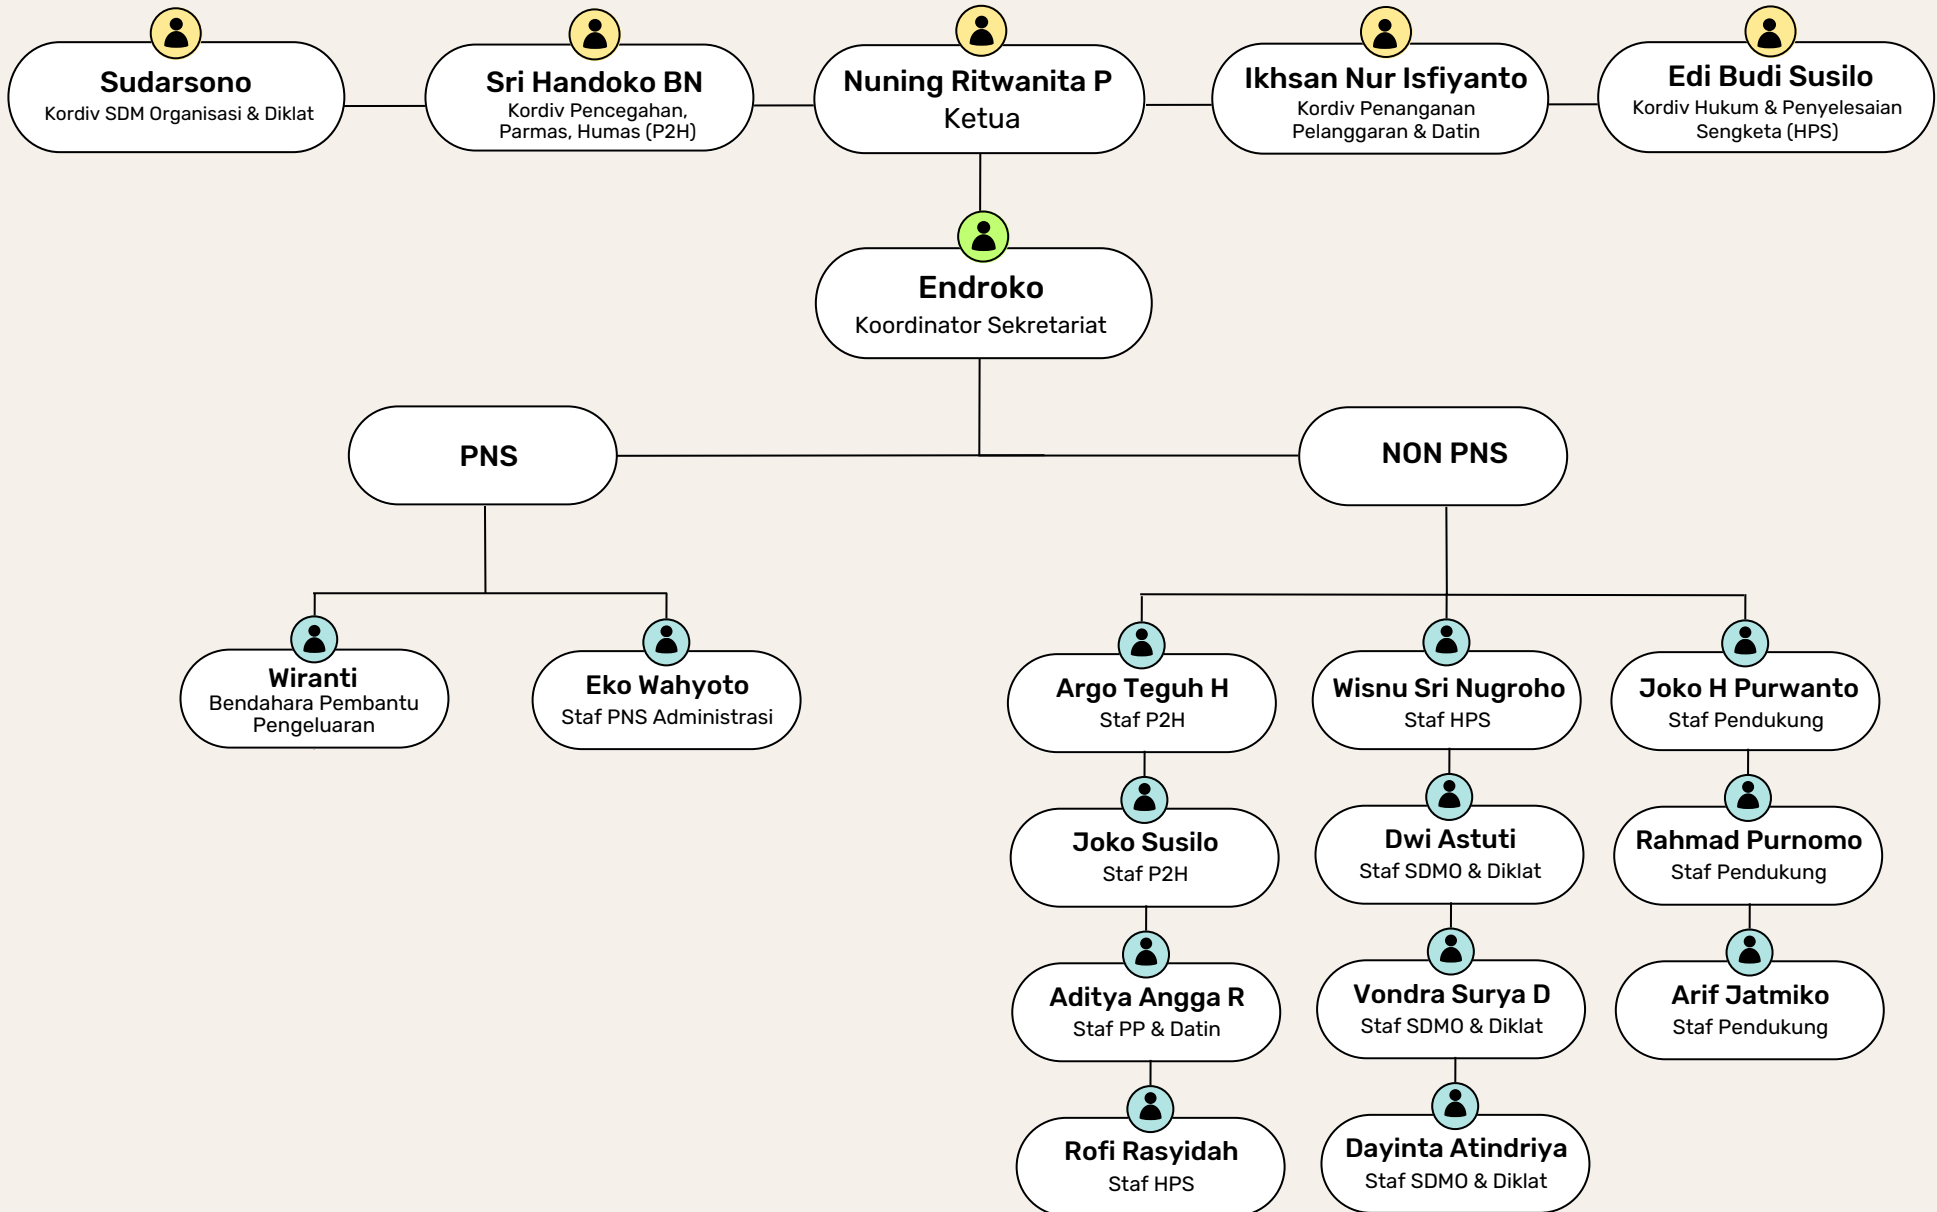 Sudarsono
Kordiv SDM Organisasi & Diklat
Sri Handoko BN
Kordiv Pencegahan,
Parmas, Humas (P2H)
Nuning Ritwanita P
Ketua
Ikhsan Nur Isfiyanto
Kordiv Penanganan
Pelanggaran & Datin
Edi Budi Susilo
Kordiv Hukum & Penyelesaian
Sengketa (HPS)
Endroko
Koordinator Sekretariat
PNS
NON PNS
Wiranti
Bendahara Pembantu
Pengeluaran
Eko Wahyoto
Staf PNS Administrasi
Argo Teguh H
Staf P2H
Wisnu Sri Nugroho
Staf HPS
Joko H Purwanto
Staf Pendukung
Joko Susilo
Staf P2H
Dwi Astuti
Staf SDMO & Diklat
Rahmad Purnomo
Staf Pendukung
Aditya Angga R
Staf PP & Datin
Vondra Surya D
Staf SDMO & Diklat
Arif Jatmiko
Staf Pendukung
Rofi Rasyidah
Staf HPS
Dayinta Atindriya
Staf SDMO & Diklat